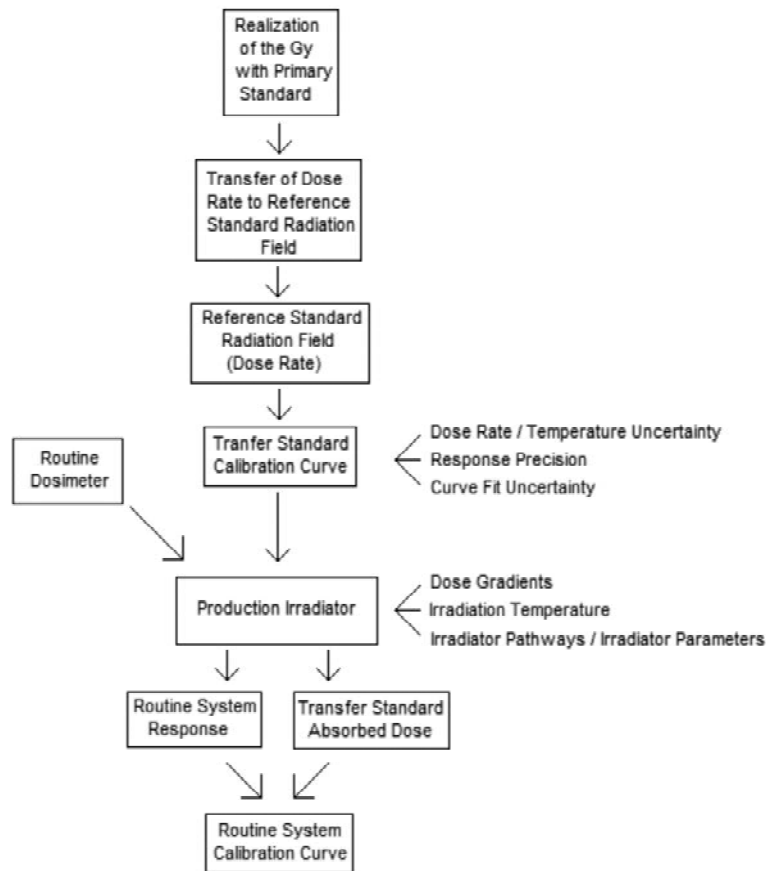 Realization
of the Gy
with Primary
Standard
Transfer of Dose
Rate to Reference
Standard Radiation
Field
Reference Standard
Radiation Field
(Dose Rate)
Tranfer Standard
Calibration Curve
Dose Rate / Temperature Uncertainty
Response Precision
Curve Fit Uncertainty
Routine
Dosimeter
Production Irradiator
Dose Gradients
Irradiation Temperature
Irradiator Pathways / Irradiator Parameters
Routine System
Response
Transfer Standard
Absorbed Dose
Routine System
Calibration Curve